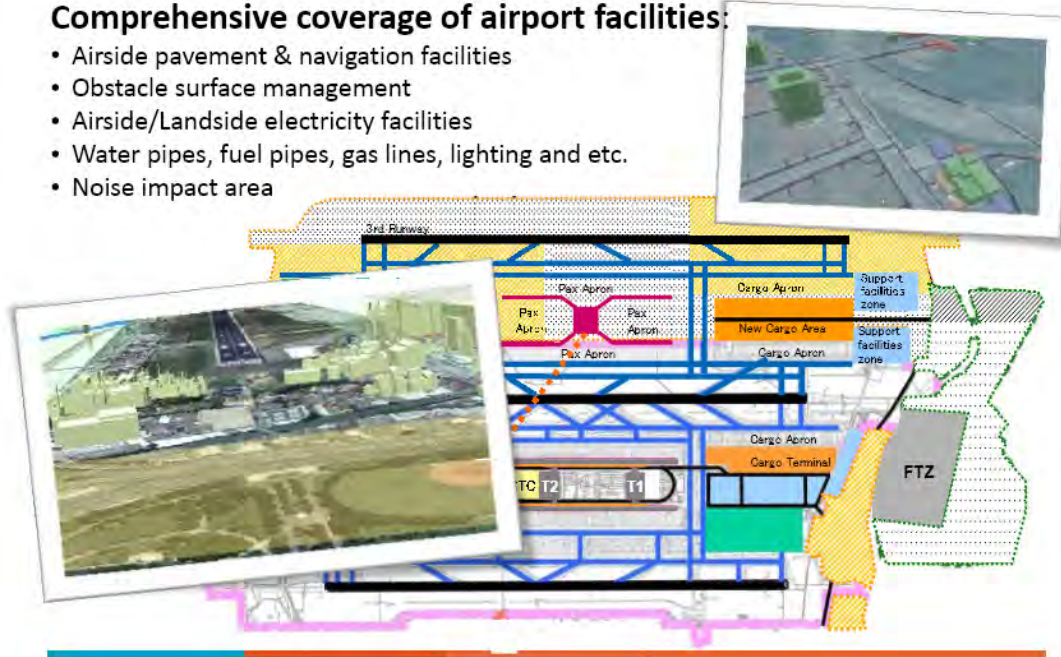 Comprehensive coverage of airport facilities:
• Airside pavement & navigation facilities
• Obstacle surface management
• Airside/Landside electricity facilities
• Water pipes, fuel pipes, gas lines, lighting and etc.
• Noise impact area
3rd Runway
Pax Apron
Cargo Apron
Support
facilities
zone
Pax
Apron
Pax
Apron
New Cargo Area
Support
facilities
zone
Pax Apron
Cargo Apron
Cargo Apron
Cargo Terminal
FTZ
TC
T2
T1